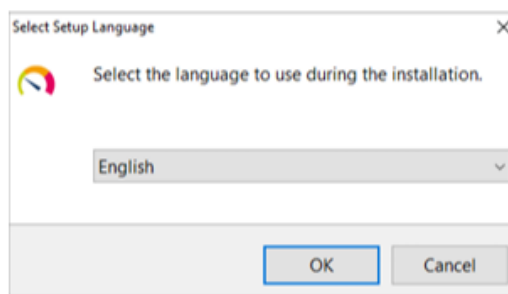 Select Setup Language
Select the language to use during the installation.
English
OK
Cancel